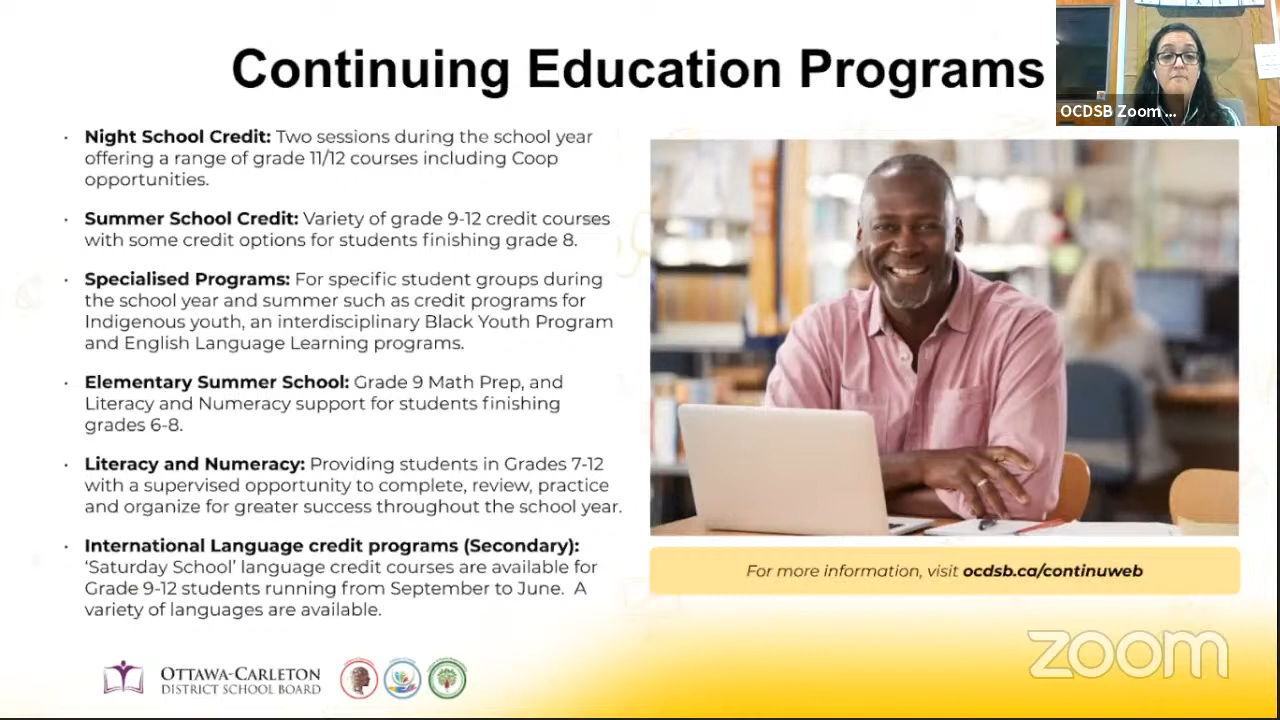 Continuing Education Programs
OCDSB Zoom ...
· Night School Credit: Two sessions during the school year
offering a range of grade 11/12 courses including Coop
opportunities.
· Summer School Credit: Variety of grade 9-12 credit courses
with some credit options for students finishing grade 8.
· Specialised Programs: For specific student groups during
the school year and summer such as credit programs for
Indigenous youth, an interdisciplinary Black Youth Program
and English Language Learning programs.
· Elementary Summer School: Grade 9 Math Prep, and
Literacy and Numeracy support for students finishing
grades 6-8.
· Literacy and Numeracy: Providing students in Grades 7-12
with a supervised opportunity to complete, review, practice
and organize for greater success throughout the school year.
· International Language credit programs (Secondary):
‘Saturday School’ language credit courses are available for
Grade 9-12 students running from September to June. A
variety of languages are available.
For more information, visit ocdsb.ca/continuweb
OTTAWA-CARLETON
DISTRICT SCHOOL BOARD
zoom